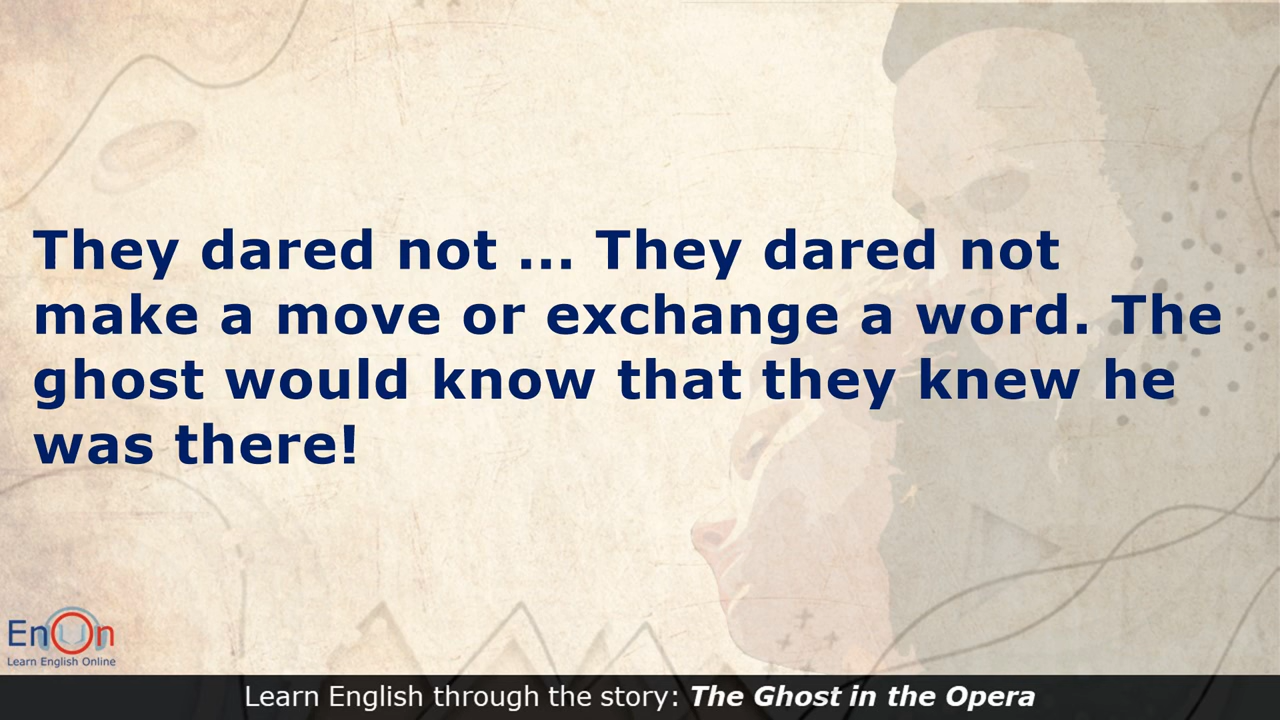 They dared not ... They dared not
make a move or exchange a word. The
ghost would know that they knew he
was there!
EnOn
Learn English Online
Learn English through the story: The Ghost in the Opera